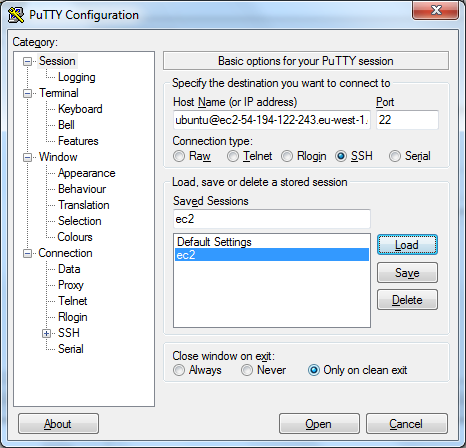 PuTTY Configuration
Category:
Session
Logging
Terminal
Keyboard
Bell
Features
Window
Appearance
Behaviour
Translation
Selection
Colours
Connection
Data
Proxy
Telnet
Rlogin
SSH
Serial
Basic options for your PuTTY session
Specify the destination you want to connect to
Host Name (or IP address) Port
ubuntu@ec2-54-194-122-243.eu-west-1. 22
Connection type:
Raw Telnet Rlogin SSH Serial
Load, save or delete a stored session
Saved Sessions
ec2
Default Settings
ec2
Load
Save
Delete
Close window on exit:
Always Never Only on clean exit
About Open Cancel